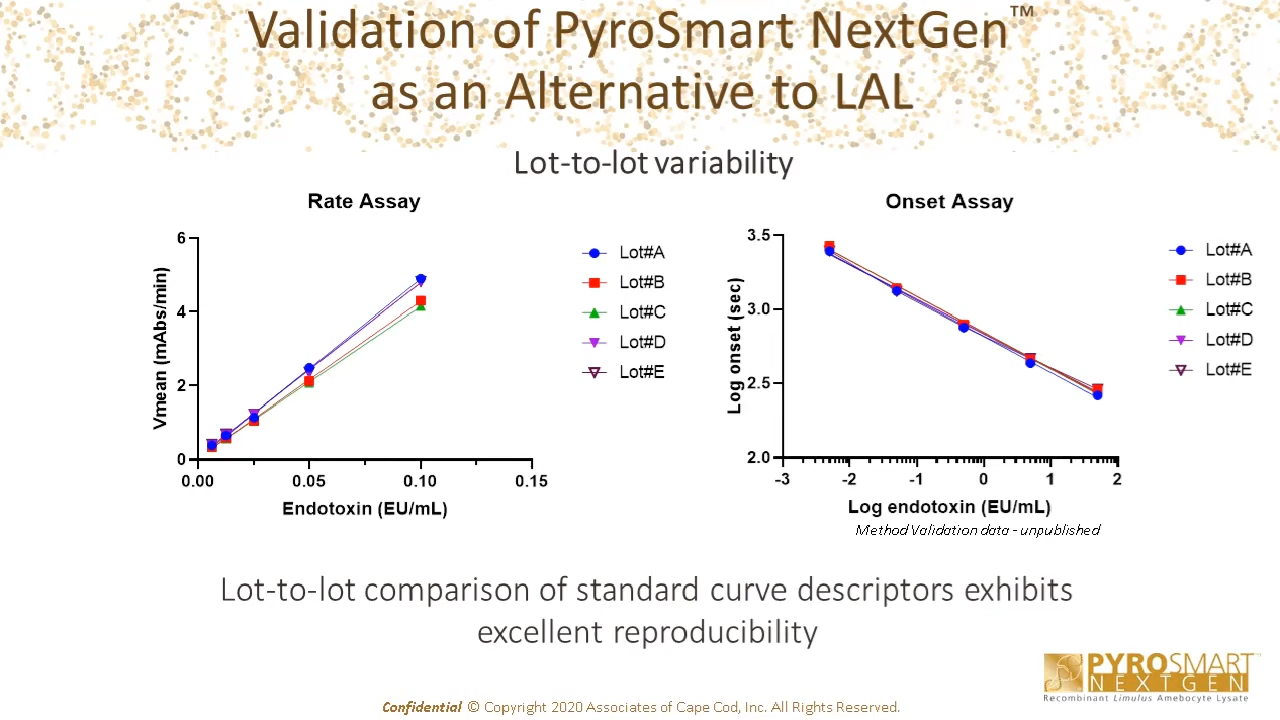 Validation of PyroSmart NextGen™
as an Alternative to LAL
Lot-to-lot variability
Rate Assay
6
4
2
0
Vmean (mAbs/min)
0.00
0.05
0.10
0.15
Endotoxin (EU/mL)
Lot#A
Lot#B
Lot#C
Lot#D
Lot#E
Onset Assay
3.5
3.0
2.5
2.0
Log onset (sec)
-3
-2
-1
0
1
2
Log endotoxin (EU/mL)
Lot#A
Lot#B
Lot#C
Lot#D
Lot#E
Method Validation data - unpublished
Lot-to-lot comparison of standard curve descriptors exhibits
excellent reproducibility
PYROSMART™
NEXTGEN
Recombinant Limulus Amebocyte Lysate
Confidential © Copyright 2020 Associates of Cape Cod, Inc. All Rights Reserved.